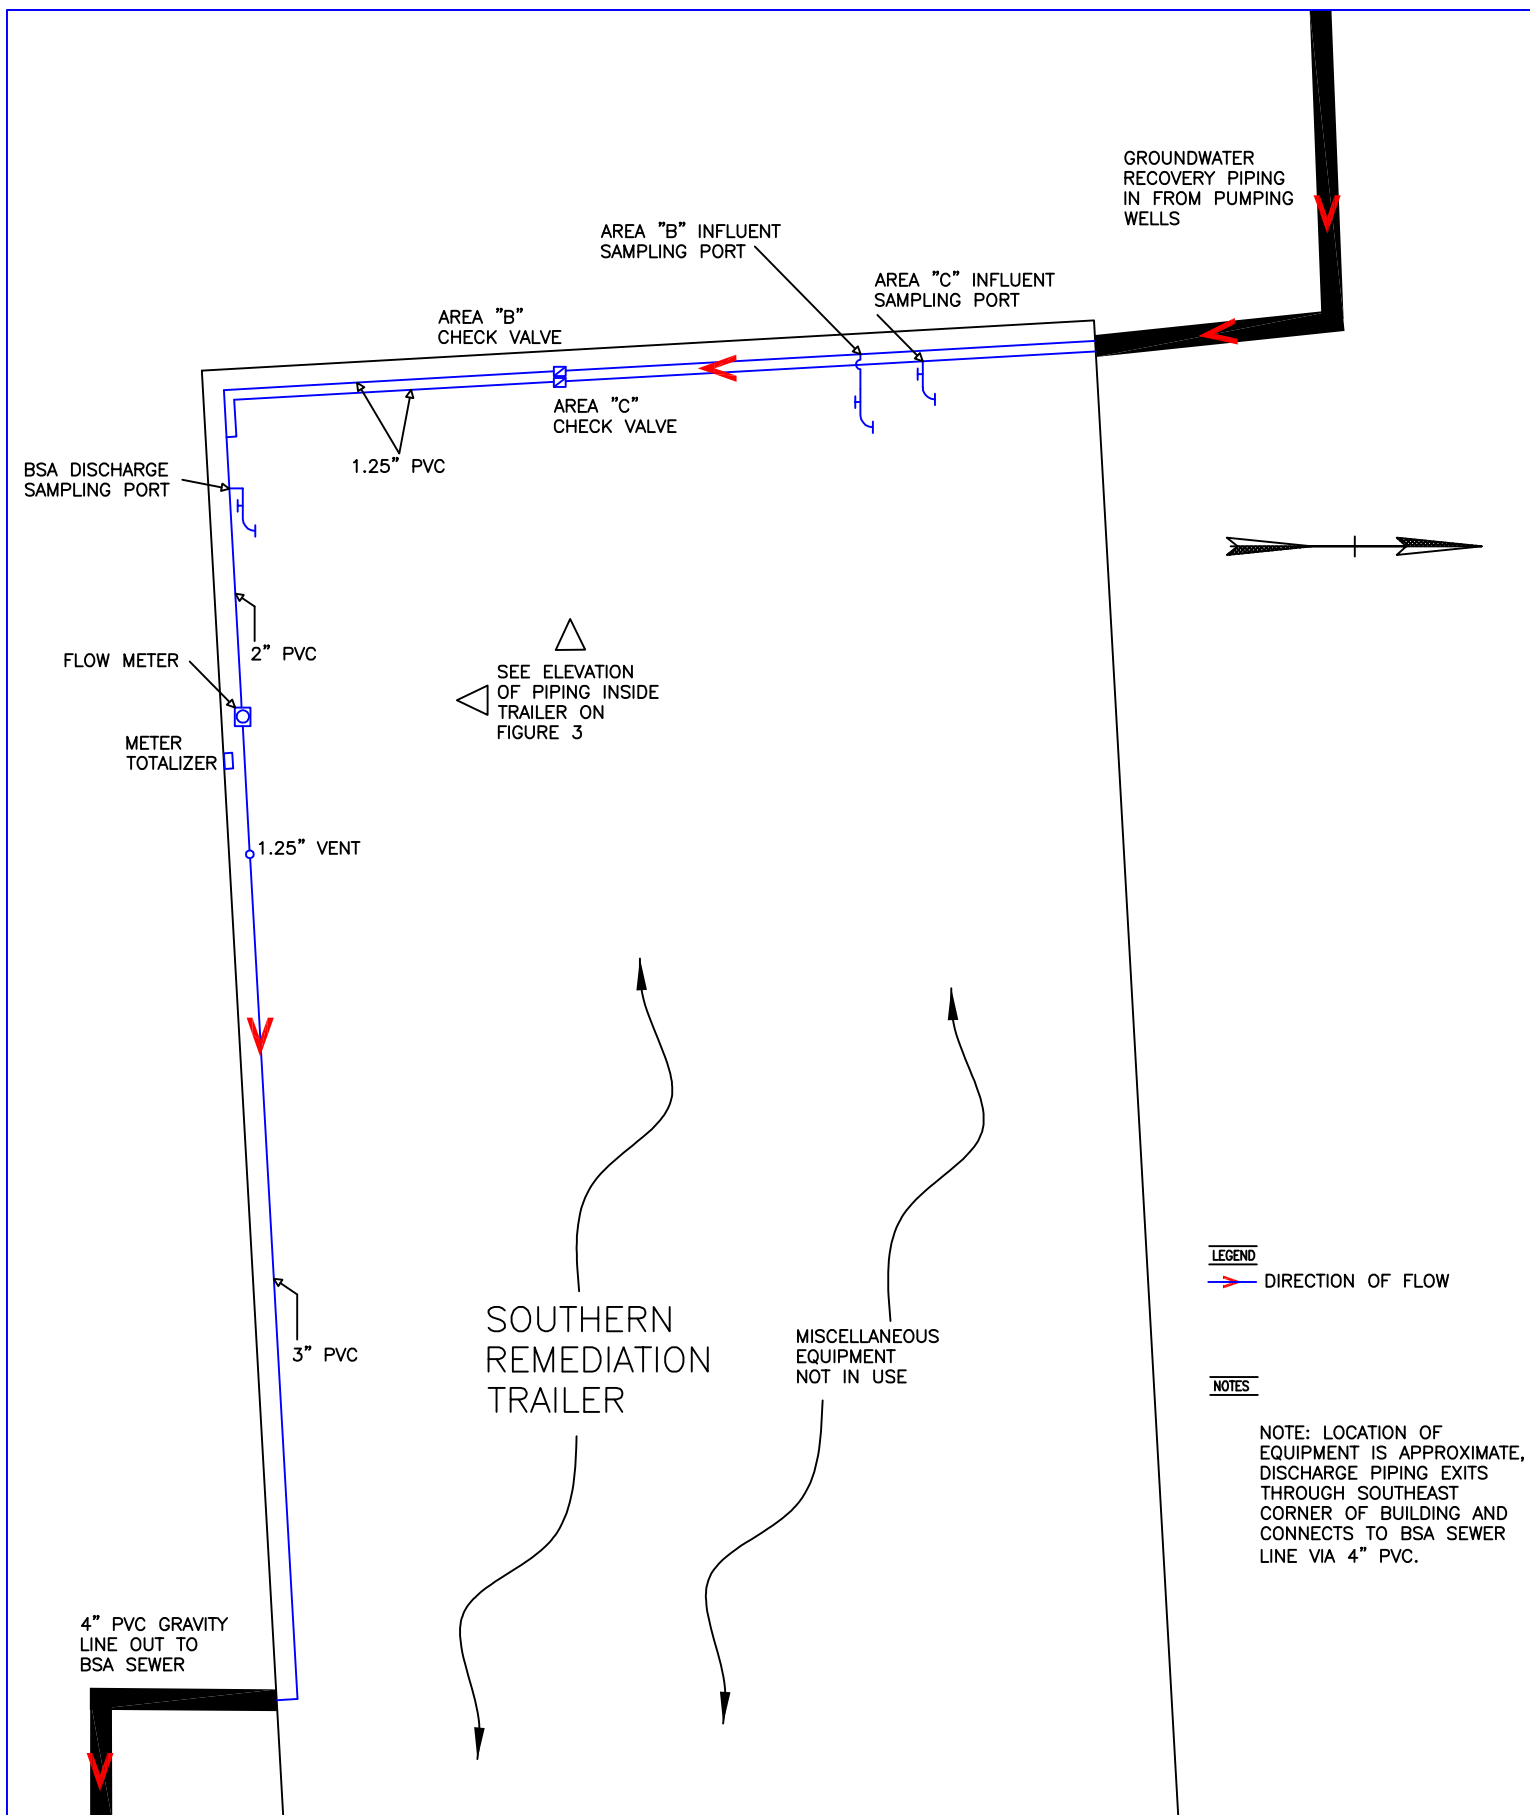 GROUNDWATER
RECOVERY PIPING
IN FROM PUMPING
WELLS
AREA "B" INFLUENT
SAMPLING PORT
AREA "C" INFLUENT
SAMPLING PORT
AREA "B"
CHECK VALVE
AREA "C"
CHECK VALVE
1.25" PVC
BSA DISCHARGE
SAMPLING PORT
2" PVC
FLOW METER
SEE ELEVATION
OF PIPING INSIDE
TRAILER ON
FIGURE 3
METER
TOTALIZER
1.25" VENT
LEGEND
DIRECTION OF FLOW
SOUTHERN
REMEDIATION
TRAILER
MISCELLANEOUS
EQUIPMENT
NOT IN USE
3" PVC
NOTES
NOTE: LOCATION OF
EQUIPMENT IS APPROXIMATE,
DISCHARGE PIPING EXITS
THROUGH SOUTHEAST
CORNER OF BUILDING AND
CONNECTS TO BSA SEWER
LINE VIA 4" PVC.
4" PVC GRAVITY
LINE OUT TO
BSA SEWER